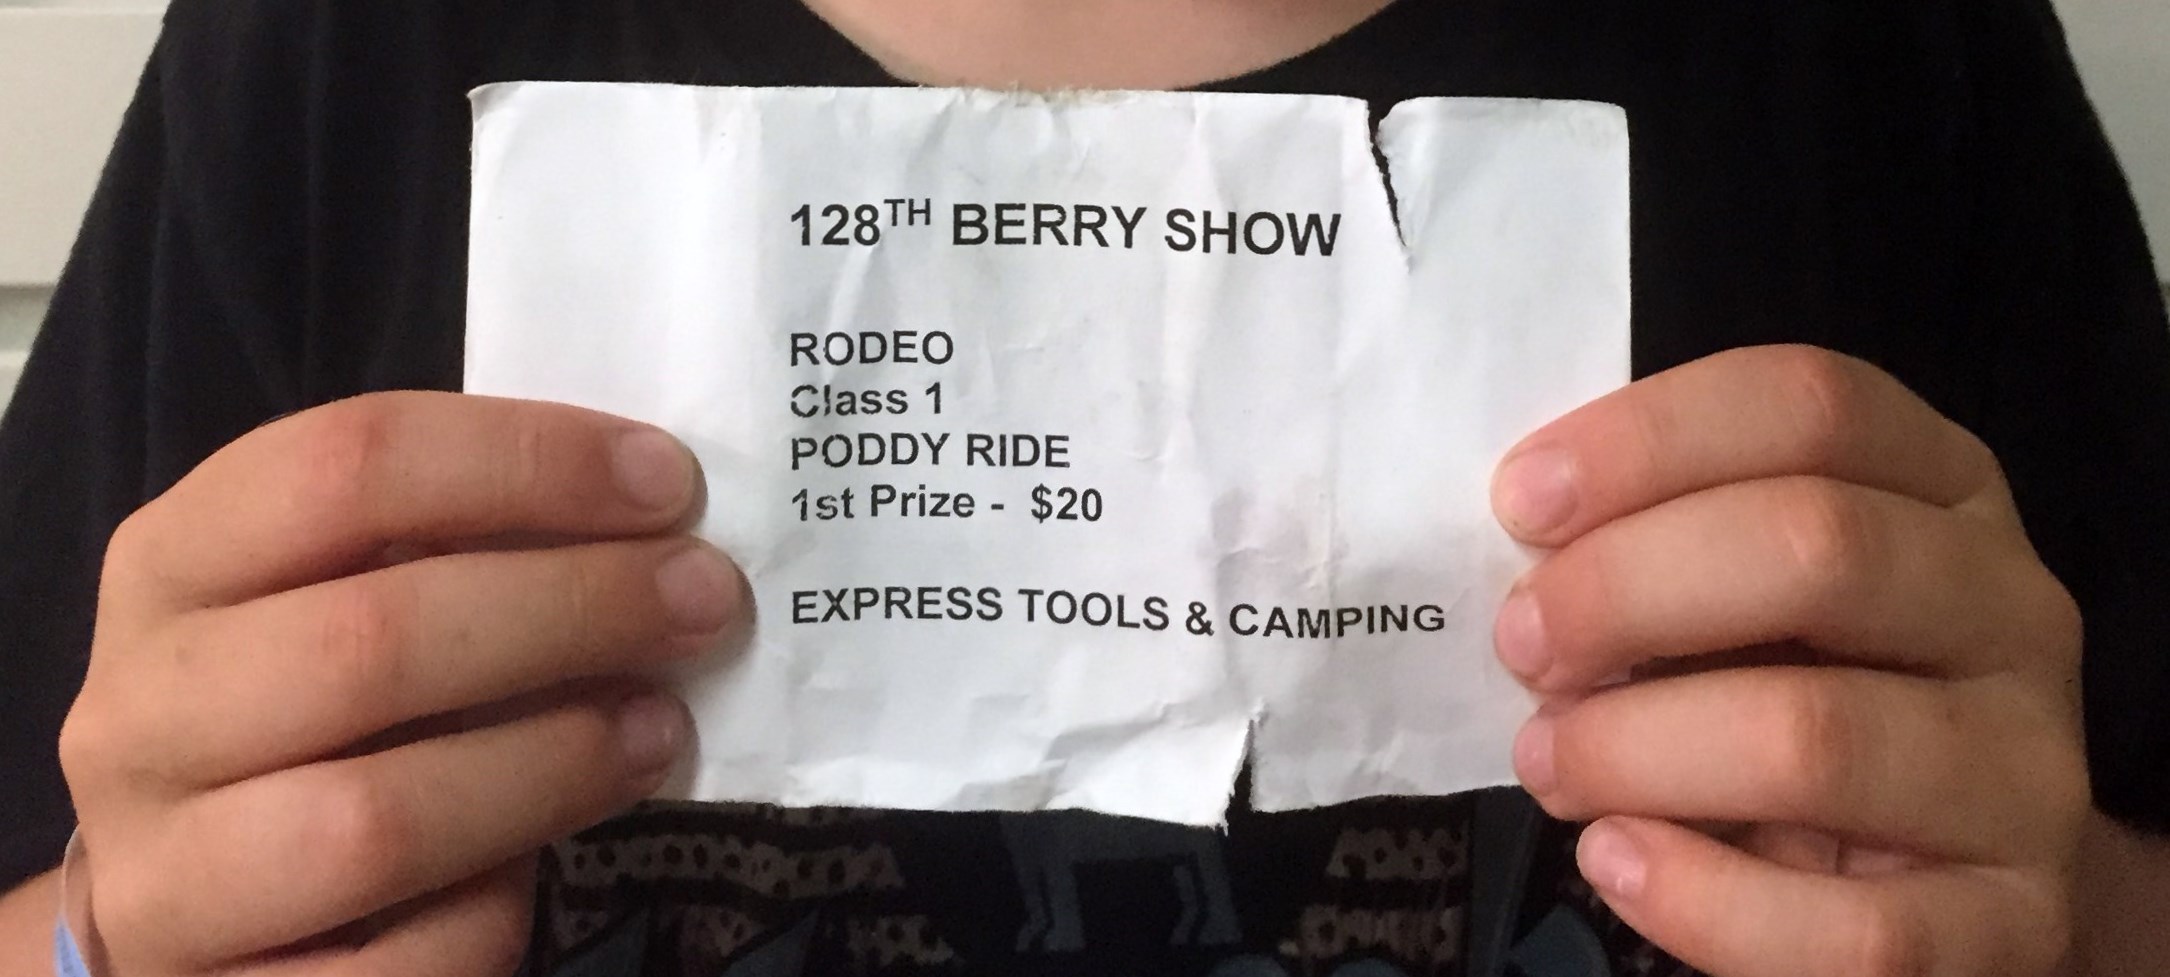 128TH BERRY SHOW
RODEO
Class 1
PODDY RIDE
1st Prize - $20
EXPRESS TOOLS & CAMPING